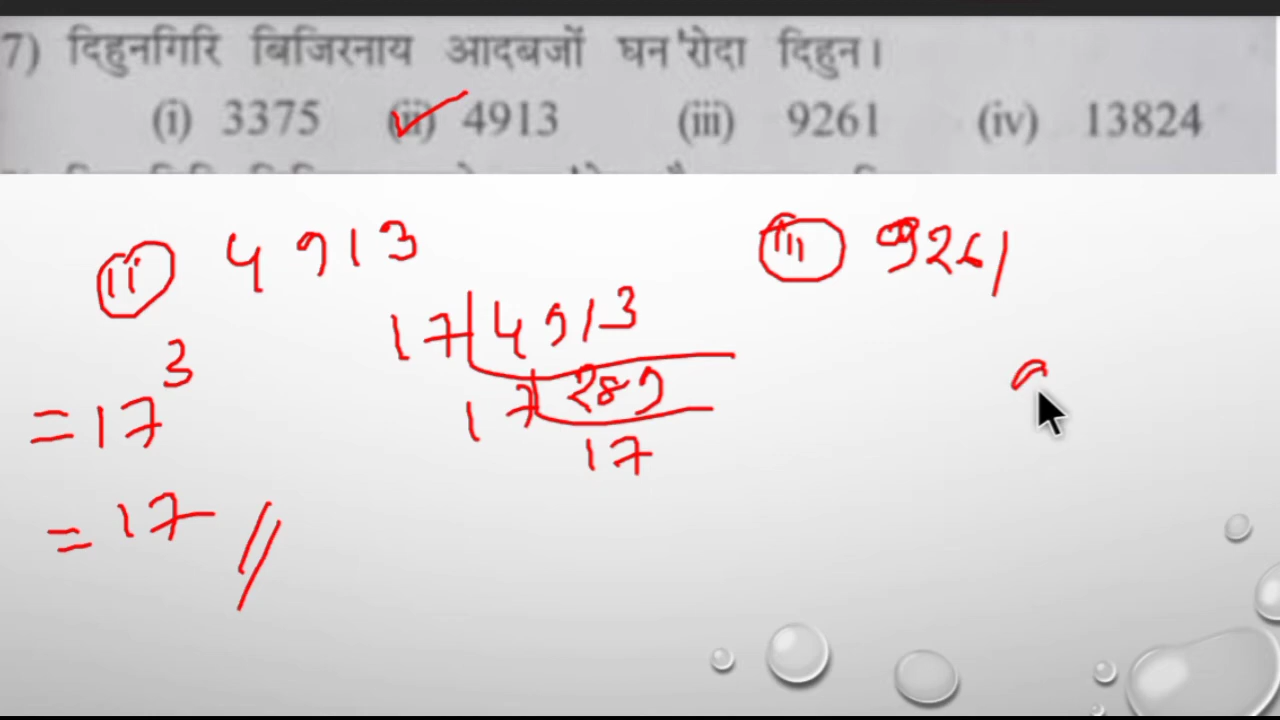 7) दिहुनगिरि बिजिरनाय आदबजों घन'रोदा दिहुन।
(i) 3375 (ii) 4913 (iii) 9261 (iv) 13824
(ii) 4913
(iii) 9261
17 4913
= 17³
17 289
17
= 17 //